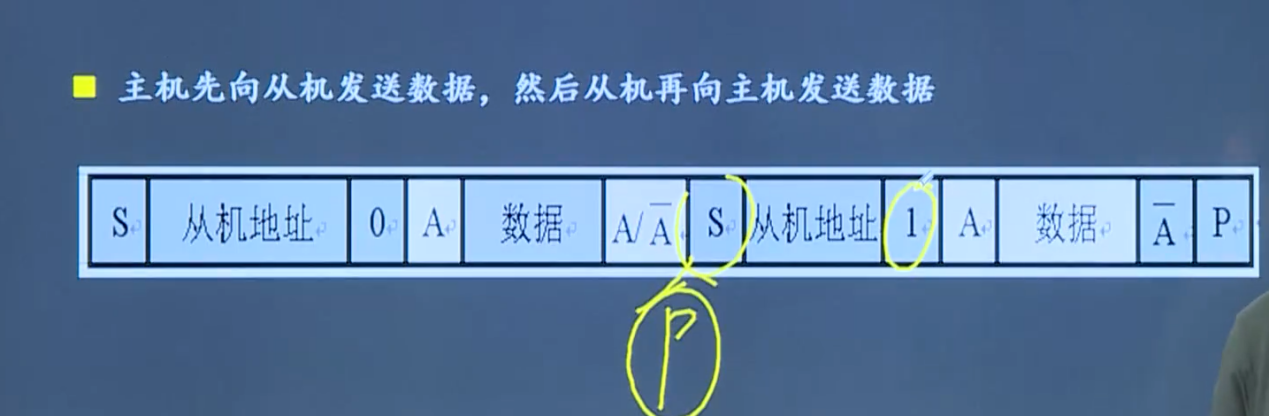 主机先向从机发送数据，然后从机再向主机发送数据
S 从机地址 0 A 数据 A/A̅ S 从机地址 1 A 数据 A̅ P
P